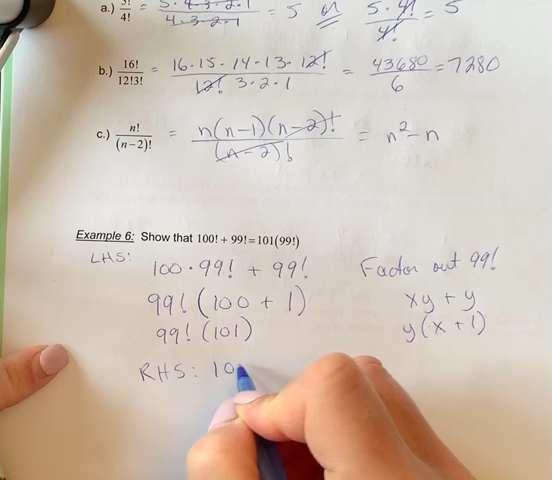 a.) 5!/4! = 5·4·3·2·1/4·3·2·1 = 5 or 5·4!/4! = 5
b.) 16!/12!3! = 16·15·14·13·12!/12! 3·2·1 = 43680/6 = 7280
c.) n!/(n−2)! = n(n−1)(n−2)!/(n−2)! = n²−n
Example 6: Show that 100!+99!=101(99!)
LHS:
100·99! + 99! Factor out 99!
99! (100 + 1) xy + y
99! (101) y(x + 1)
RHS: 10